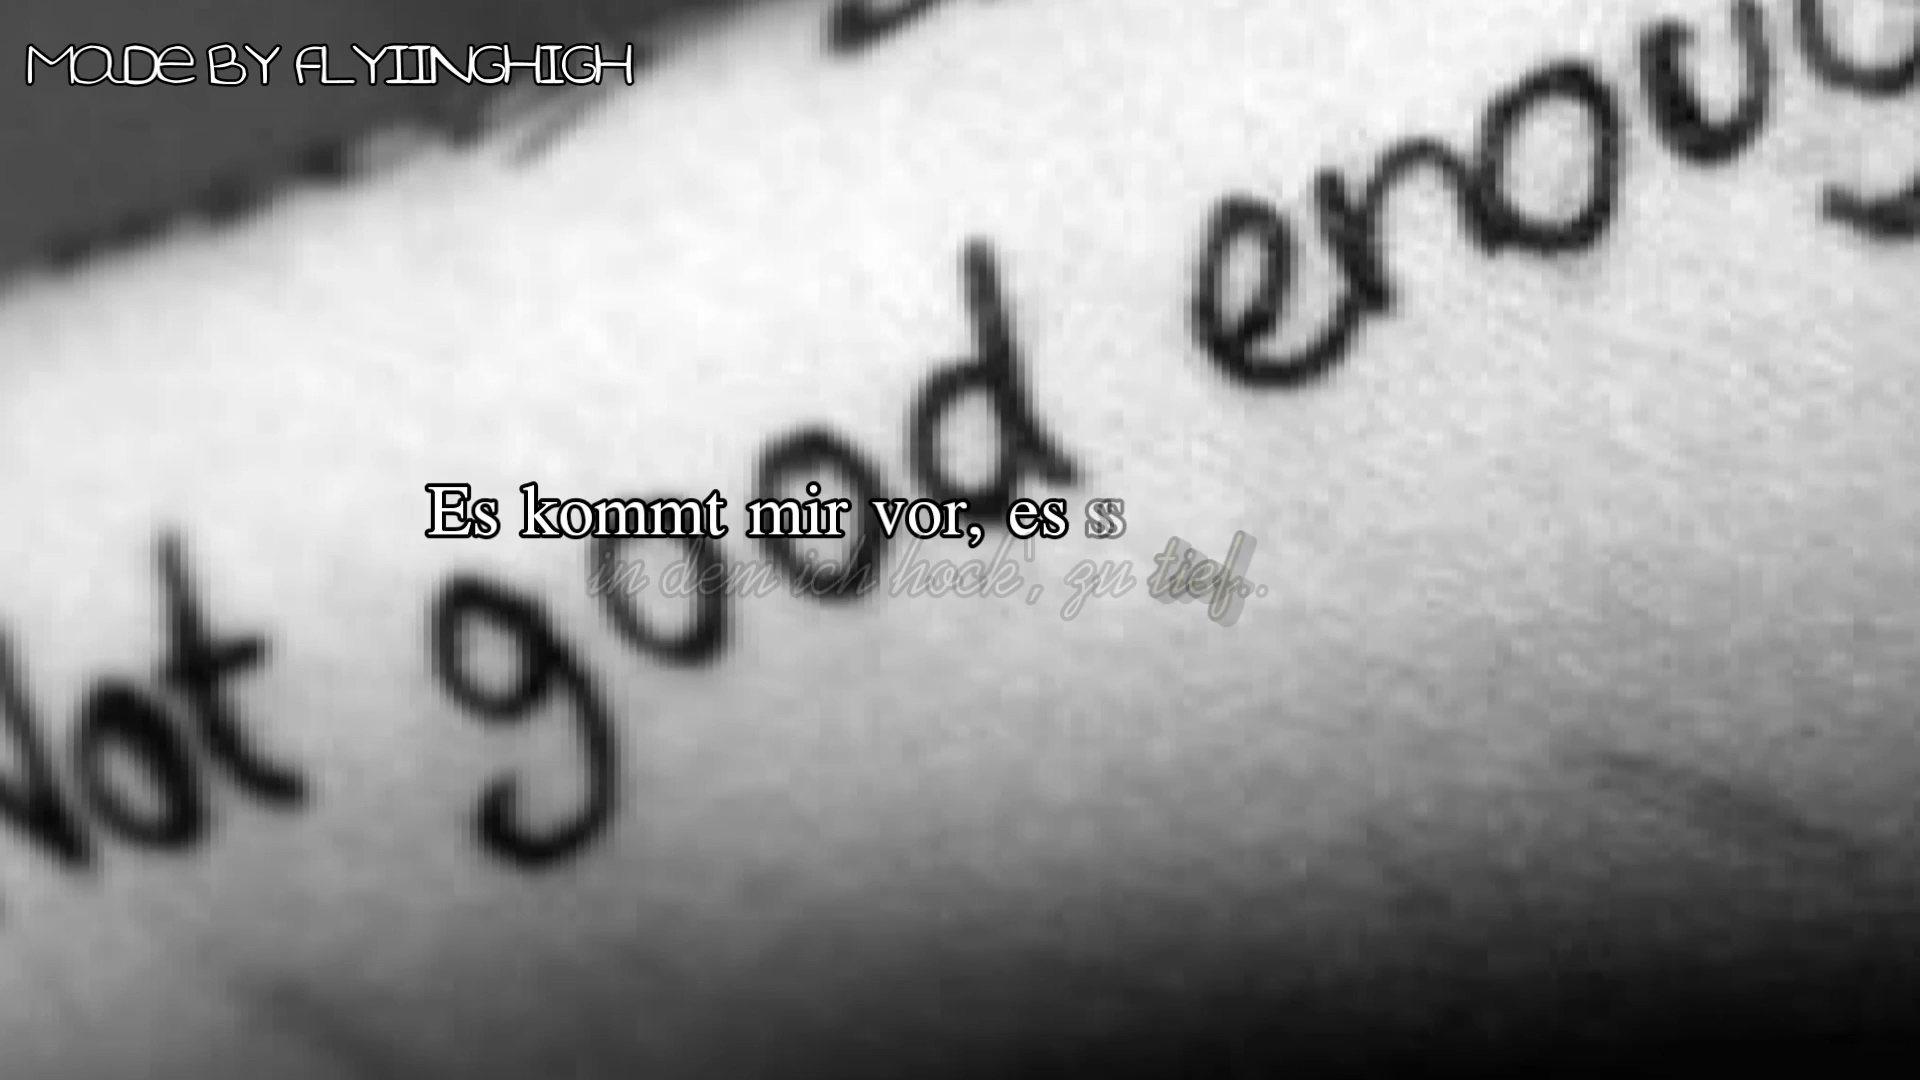 MADE BY FLYIINGHIGH
Not good enoug
Es kommt mir vor, es s
in dem ich hock', zu tief..